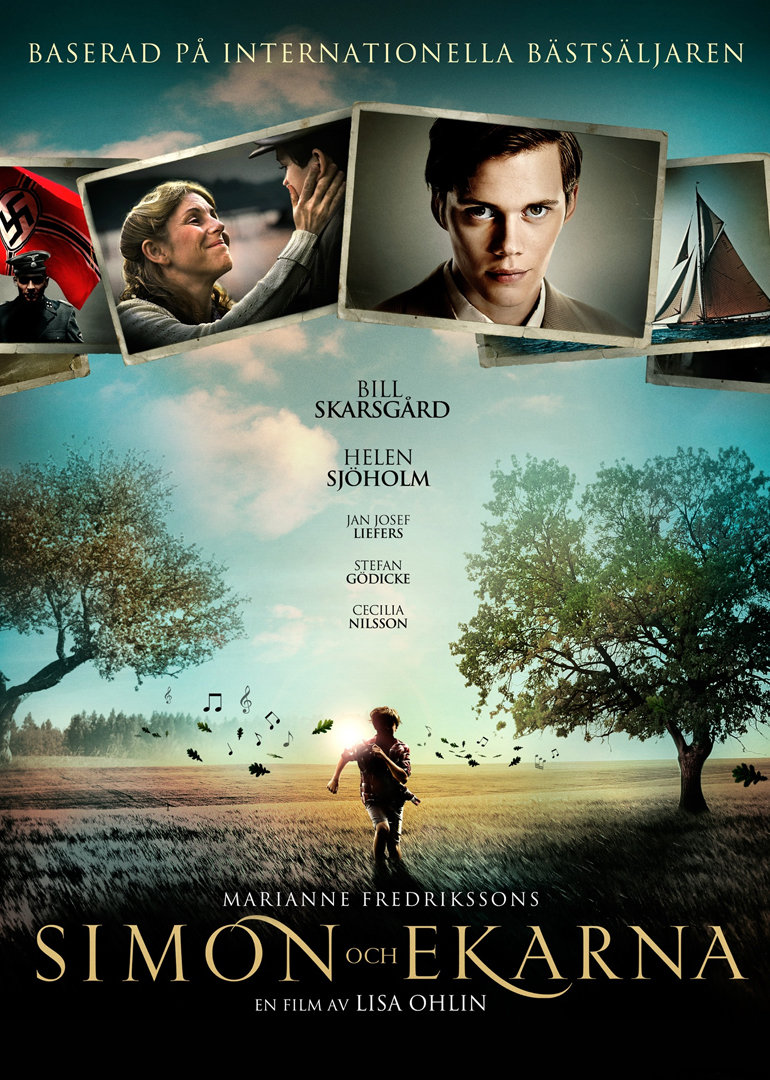 BASERAD PÅ INTERNATIONELLA BÄSTSÄLJAREN
BILL
SKARSGÅRD
HELEN
SJÖHOLM
JAN JOSEF
LIEFERS
STEFAN
GÖDICKE
CECILIA
NILSSON
MARIANNE FREDRIKSSONS
SIMON OCH EKARNA
EN FILM AV LISA OHLIN